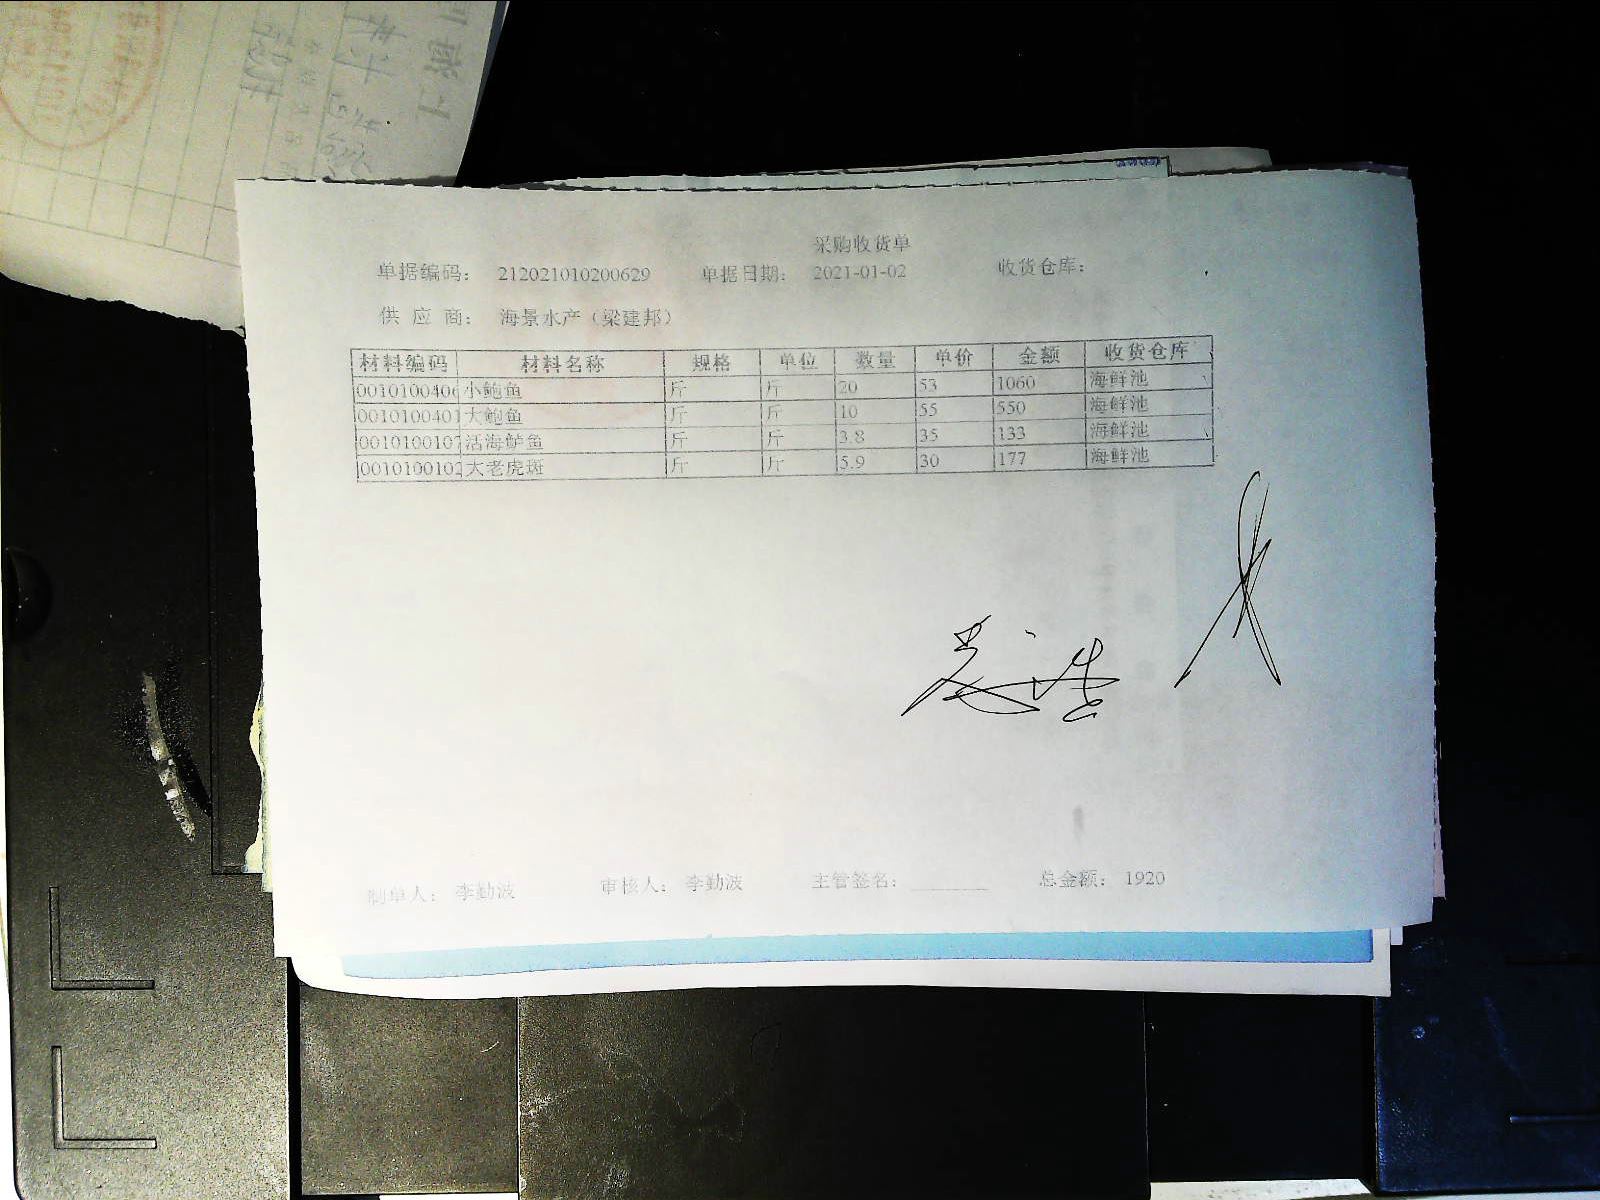 采购收货单
单据编码： 212021010200629 单据日期： 2021-01-02 收货仓库：
供 应 商： 海景水产（梁建邦）
材料编码 材料名称 规格 单位 数量 单价 金额 收货仓库
0010100406 小鲍鱼 斤 斤 20 53 1060 海鲜池
0010100401 大鲍鱼 斤 斤 10 55 550 海鲜池
0010100107 活海鲈鱼 斤 斤 3.8 35 133 海鲜池
0010100102 大老虎斑 斤 斤 5.9 30 177 海鲜池
制单人： 李勤波 审核人： 李勤波 主管签名： 总金额： 1920